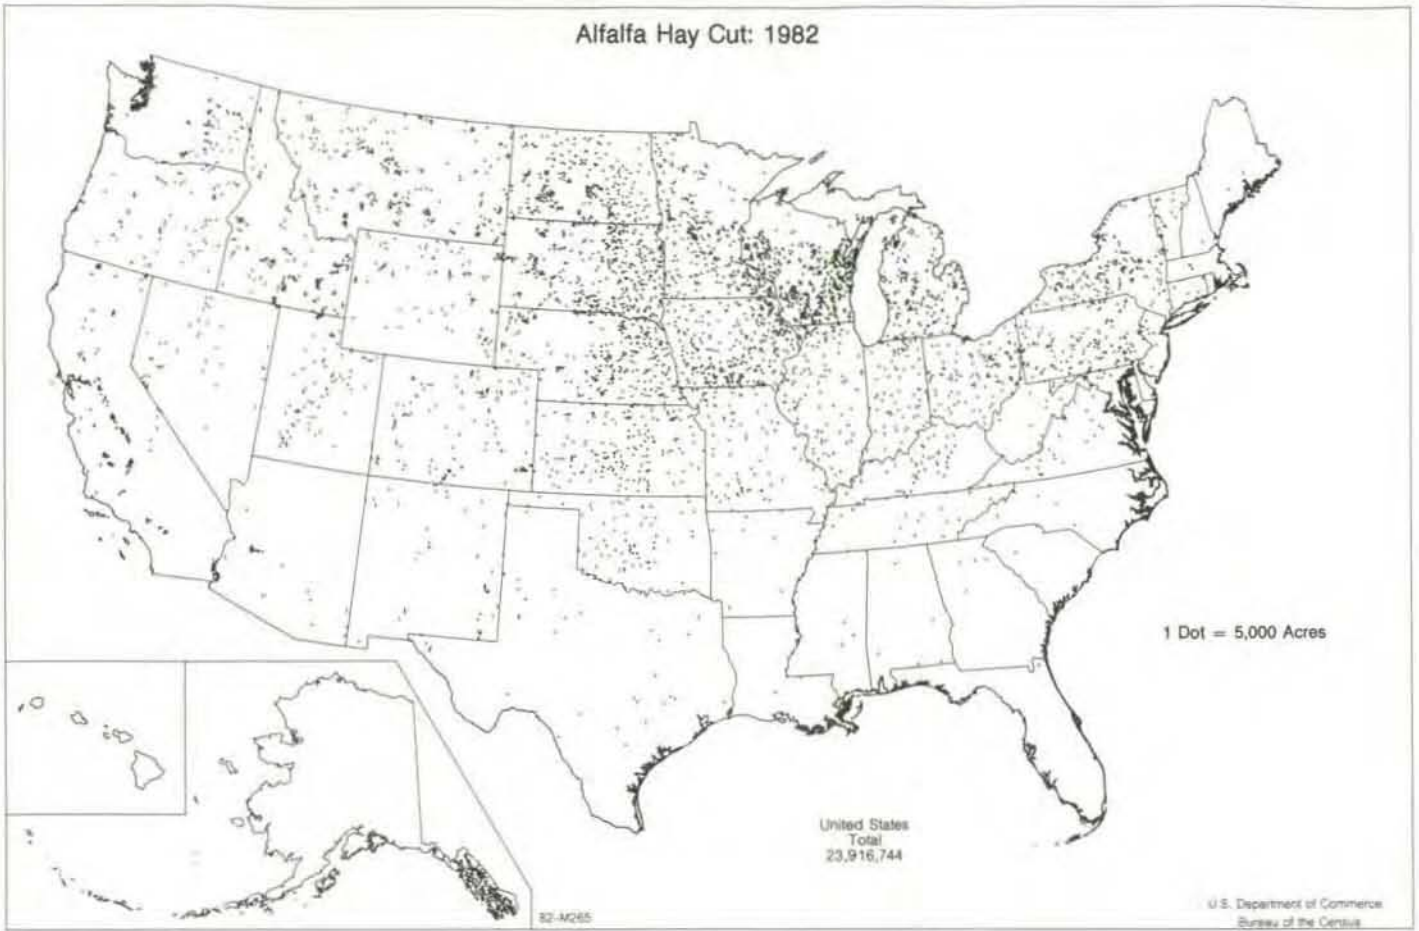 Alfalfa Hay Cut: 1982
1 Dot = 5,000 Acres
United States
Total
23,916,744
82-M265
U.S. Department of Commerce
Bureau of the Census